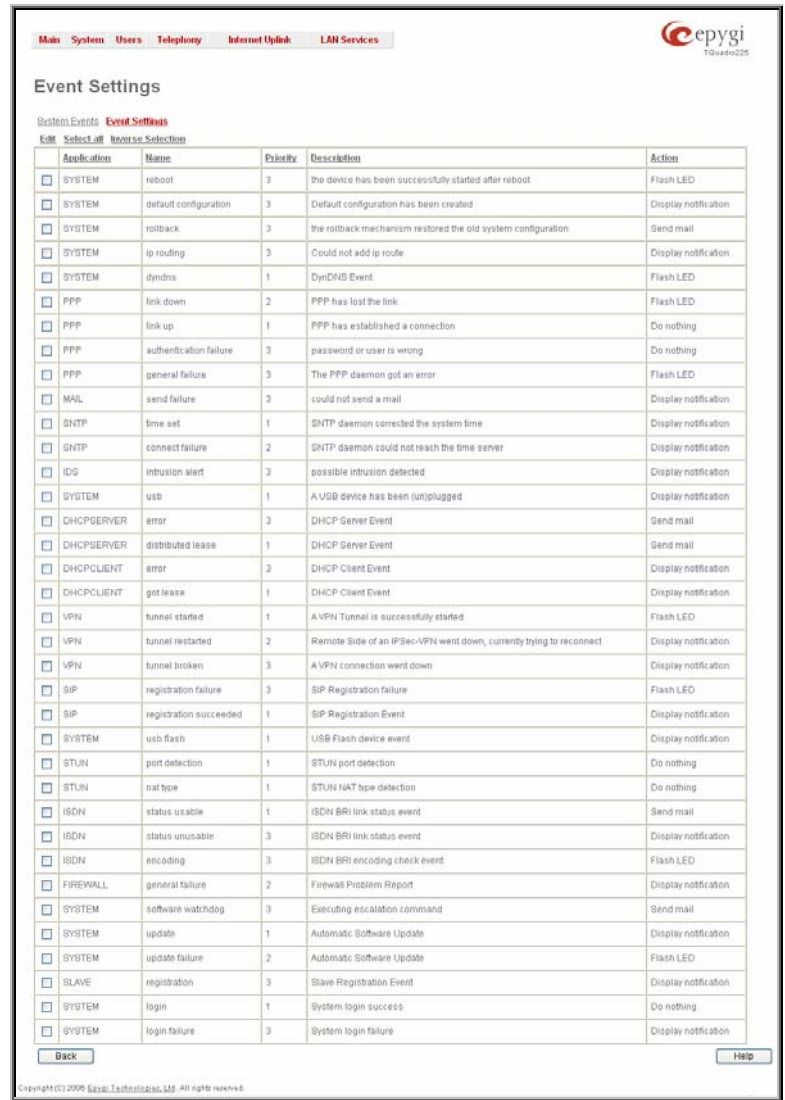 Main System Users Telephony Internet Uplink LAN Services
epygi
Event Settings
System Events Event Settings
Edit Select all Inverse Selection
Application Name Priority Description Action
SYSTEM reboot 3 the device has been successfully started after reboot Flash LED
SYSTEM default configuration 3 Default configuration has been created Display notification
SYSTEM rollback 3 the rollback mechanism restored the old system configuration Send mail
SYSTEM ip routing 3 Could not add ip route Display notification
SYSTEM dyndns 1 DynDNS Event Flash LED
PPP link down 2 PPP has lost the link Flash LED
PPP link up 1 PPP has established a connection Do nothing
PPP authentication failure 3 password or user is wrong Do nothing
PPP general failure 3 The PPP daemon got an error Flash LED
MAIL send failure 3 could not send a mail Display notification
SNTP time set 1 SNTP daemon corrected the system time Display notification
SNTP connect failure 2 SNTP daemon could not reach the time server Display notification
IDS intrusion alert 3 possible intrusion detected Display notification
SYSTEM usb 1 A USB device has been (un)plugged Display notification
DHCPSERVER error 3 DHCP Server Event Send mail
DHCPSERVER distributed lease 1 DHCP Server Event Send mail
DHCPCLIENT error 3 DHCP Client Event Display notification
DHCPCLIENT got lease 1 DHCP Client Event Display notification
VPN tunnel started 1 A VPN Tunnel is successfully started Flash LED
VPN tunnel restarted 2 Remote Side of an IPSec-VPN went down, currently trying to reconnect Display notification
VPN tunnel broken 3 A VPN connection went down Display notification
SIP registration failure 3 SIP Registration failure Flash LED
SIP registration succeeded 1 SIP Registration Event Display notification
SYSTEM usb flash 1 USB Flash device event Display notification
STUN port detection 1 STUN port detection Do nothing
STUN nat type 1 STUN NAT type detection Do nothing
ISDN status usable 1 ISDN BRI link status event Send mail
ISDN status unusable 3 ISDN BRI link status event Display notification
ISDN encoding 3 ISDN BRI encoding check event Flash LED
FIREWALL general failure 2 Firewall Problem Report Display notification
SYSTEM software watchdog 3 Executing escalation command Send mail
SYSTEM update 1 Automatic Software Update Display notification
SYSTEM update failure 2 Automatic Software Update Flash LED
SLAVE registration 3 Slave Registration Event Display notification
SYSTEM login 1 System login success Do nothing
SYSTEM login failure 3 System login failure Display notification
Back Help
Copyright (C) 2006 Epygi Technologies, Ltd. All rights reserved.